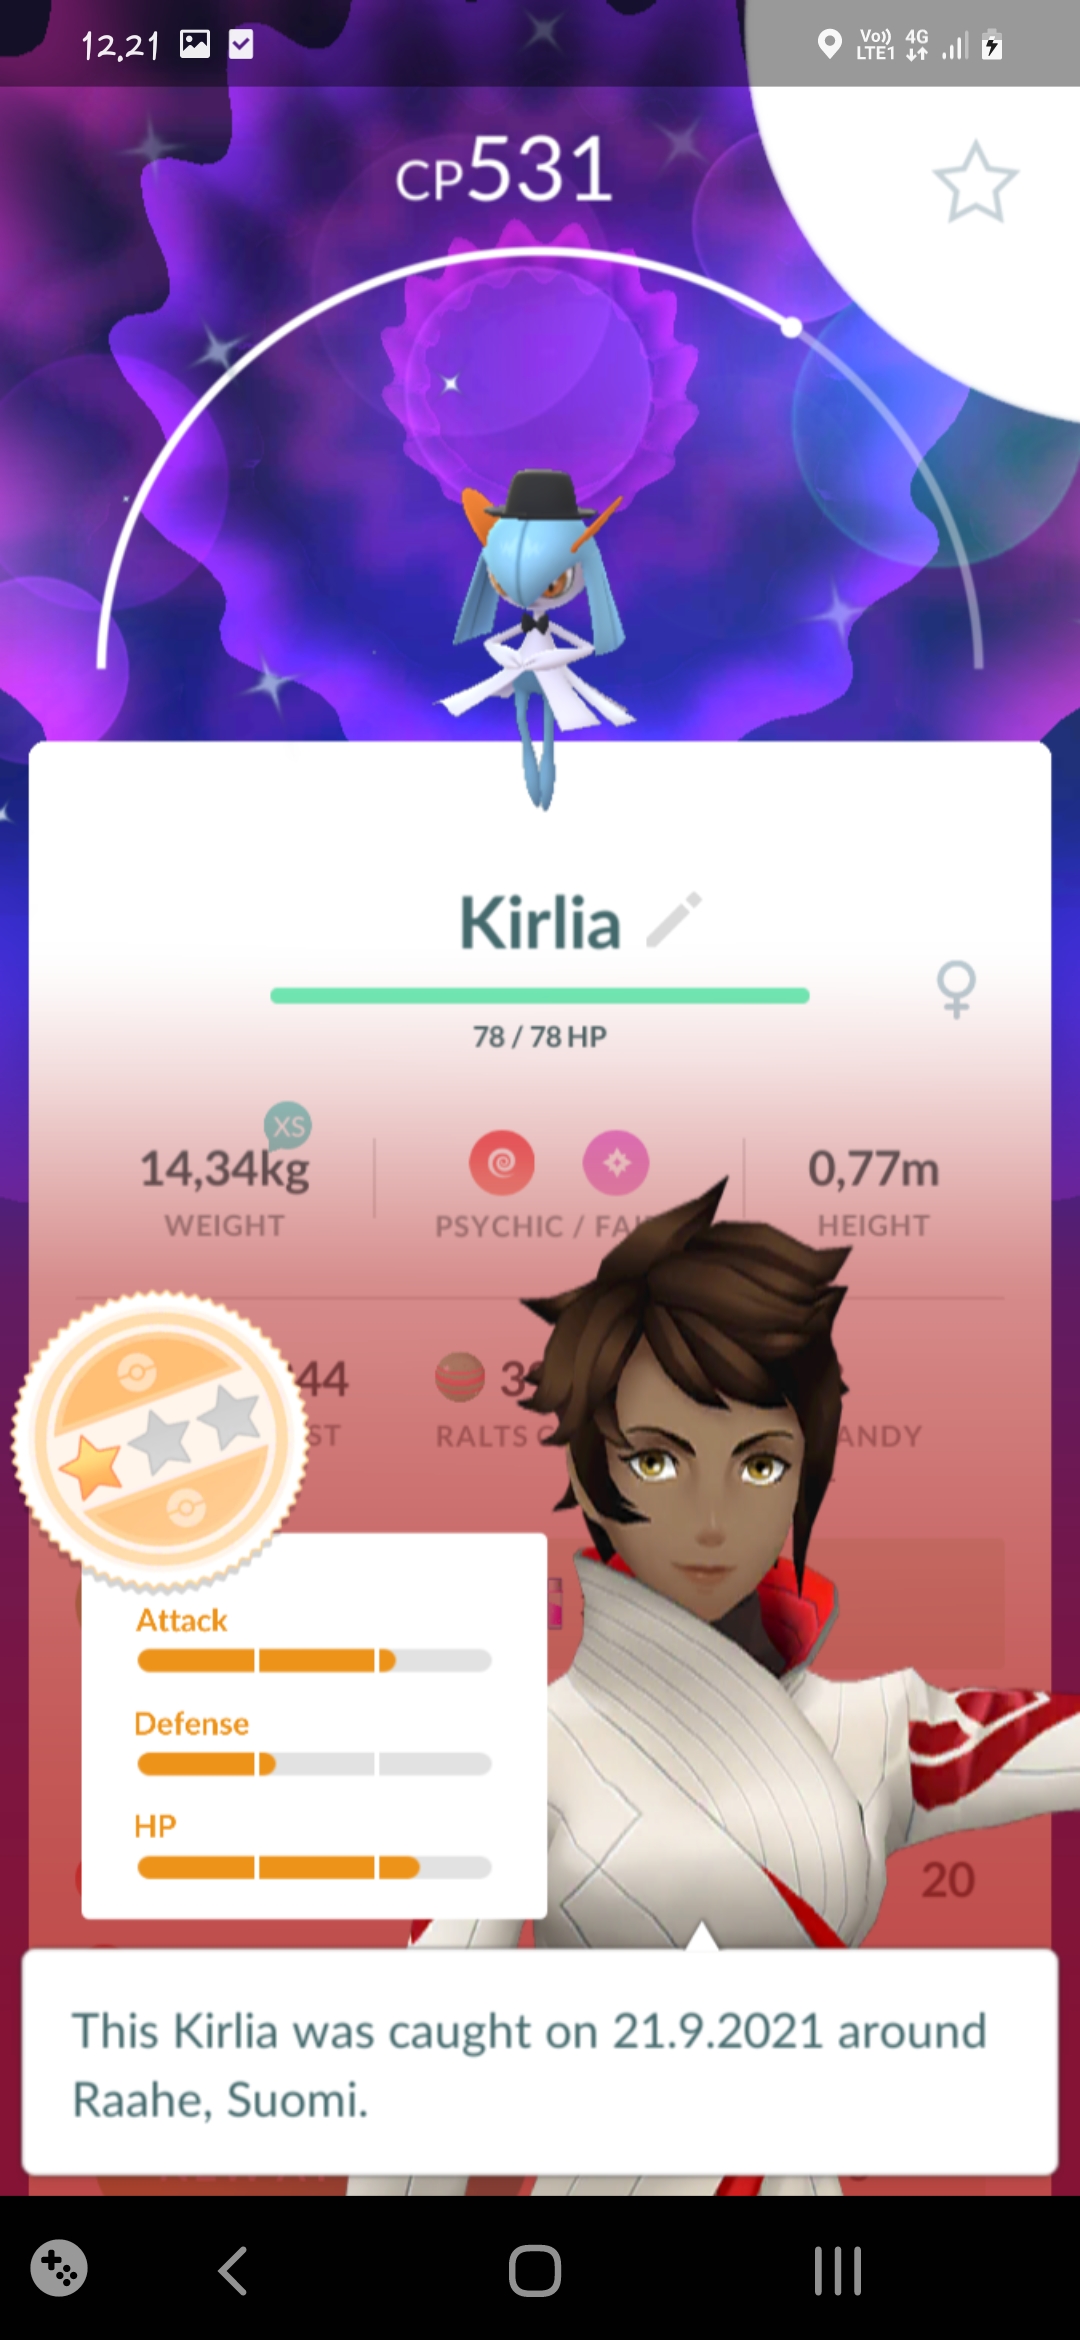 12.21
Vo)) 4G
LTE1
CP531
Kirlia
78 / 78 HP
XS
14,34kg
0,77m
WEIGHT
PSYCHIC /
HEIGHT
44
RALTS
Attack
Defense
HP
20
This Kirlia was caught on 21.9.2021 around
Raahe, Suomi.